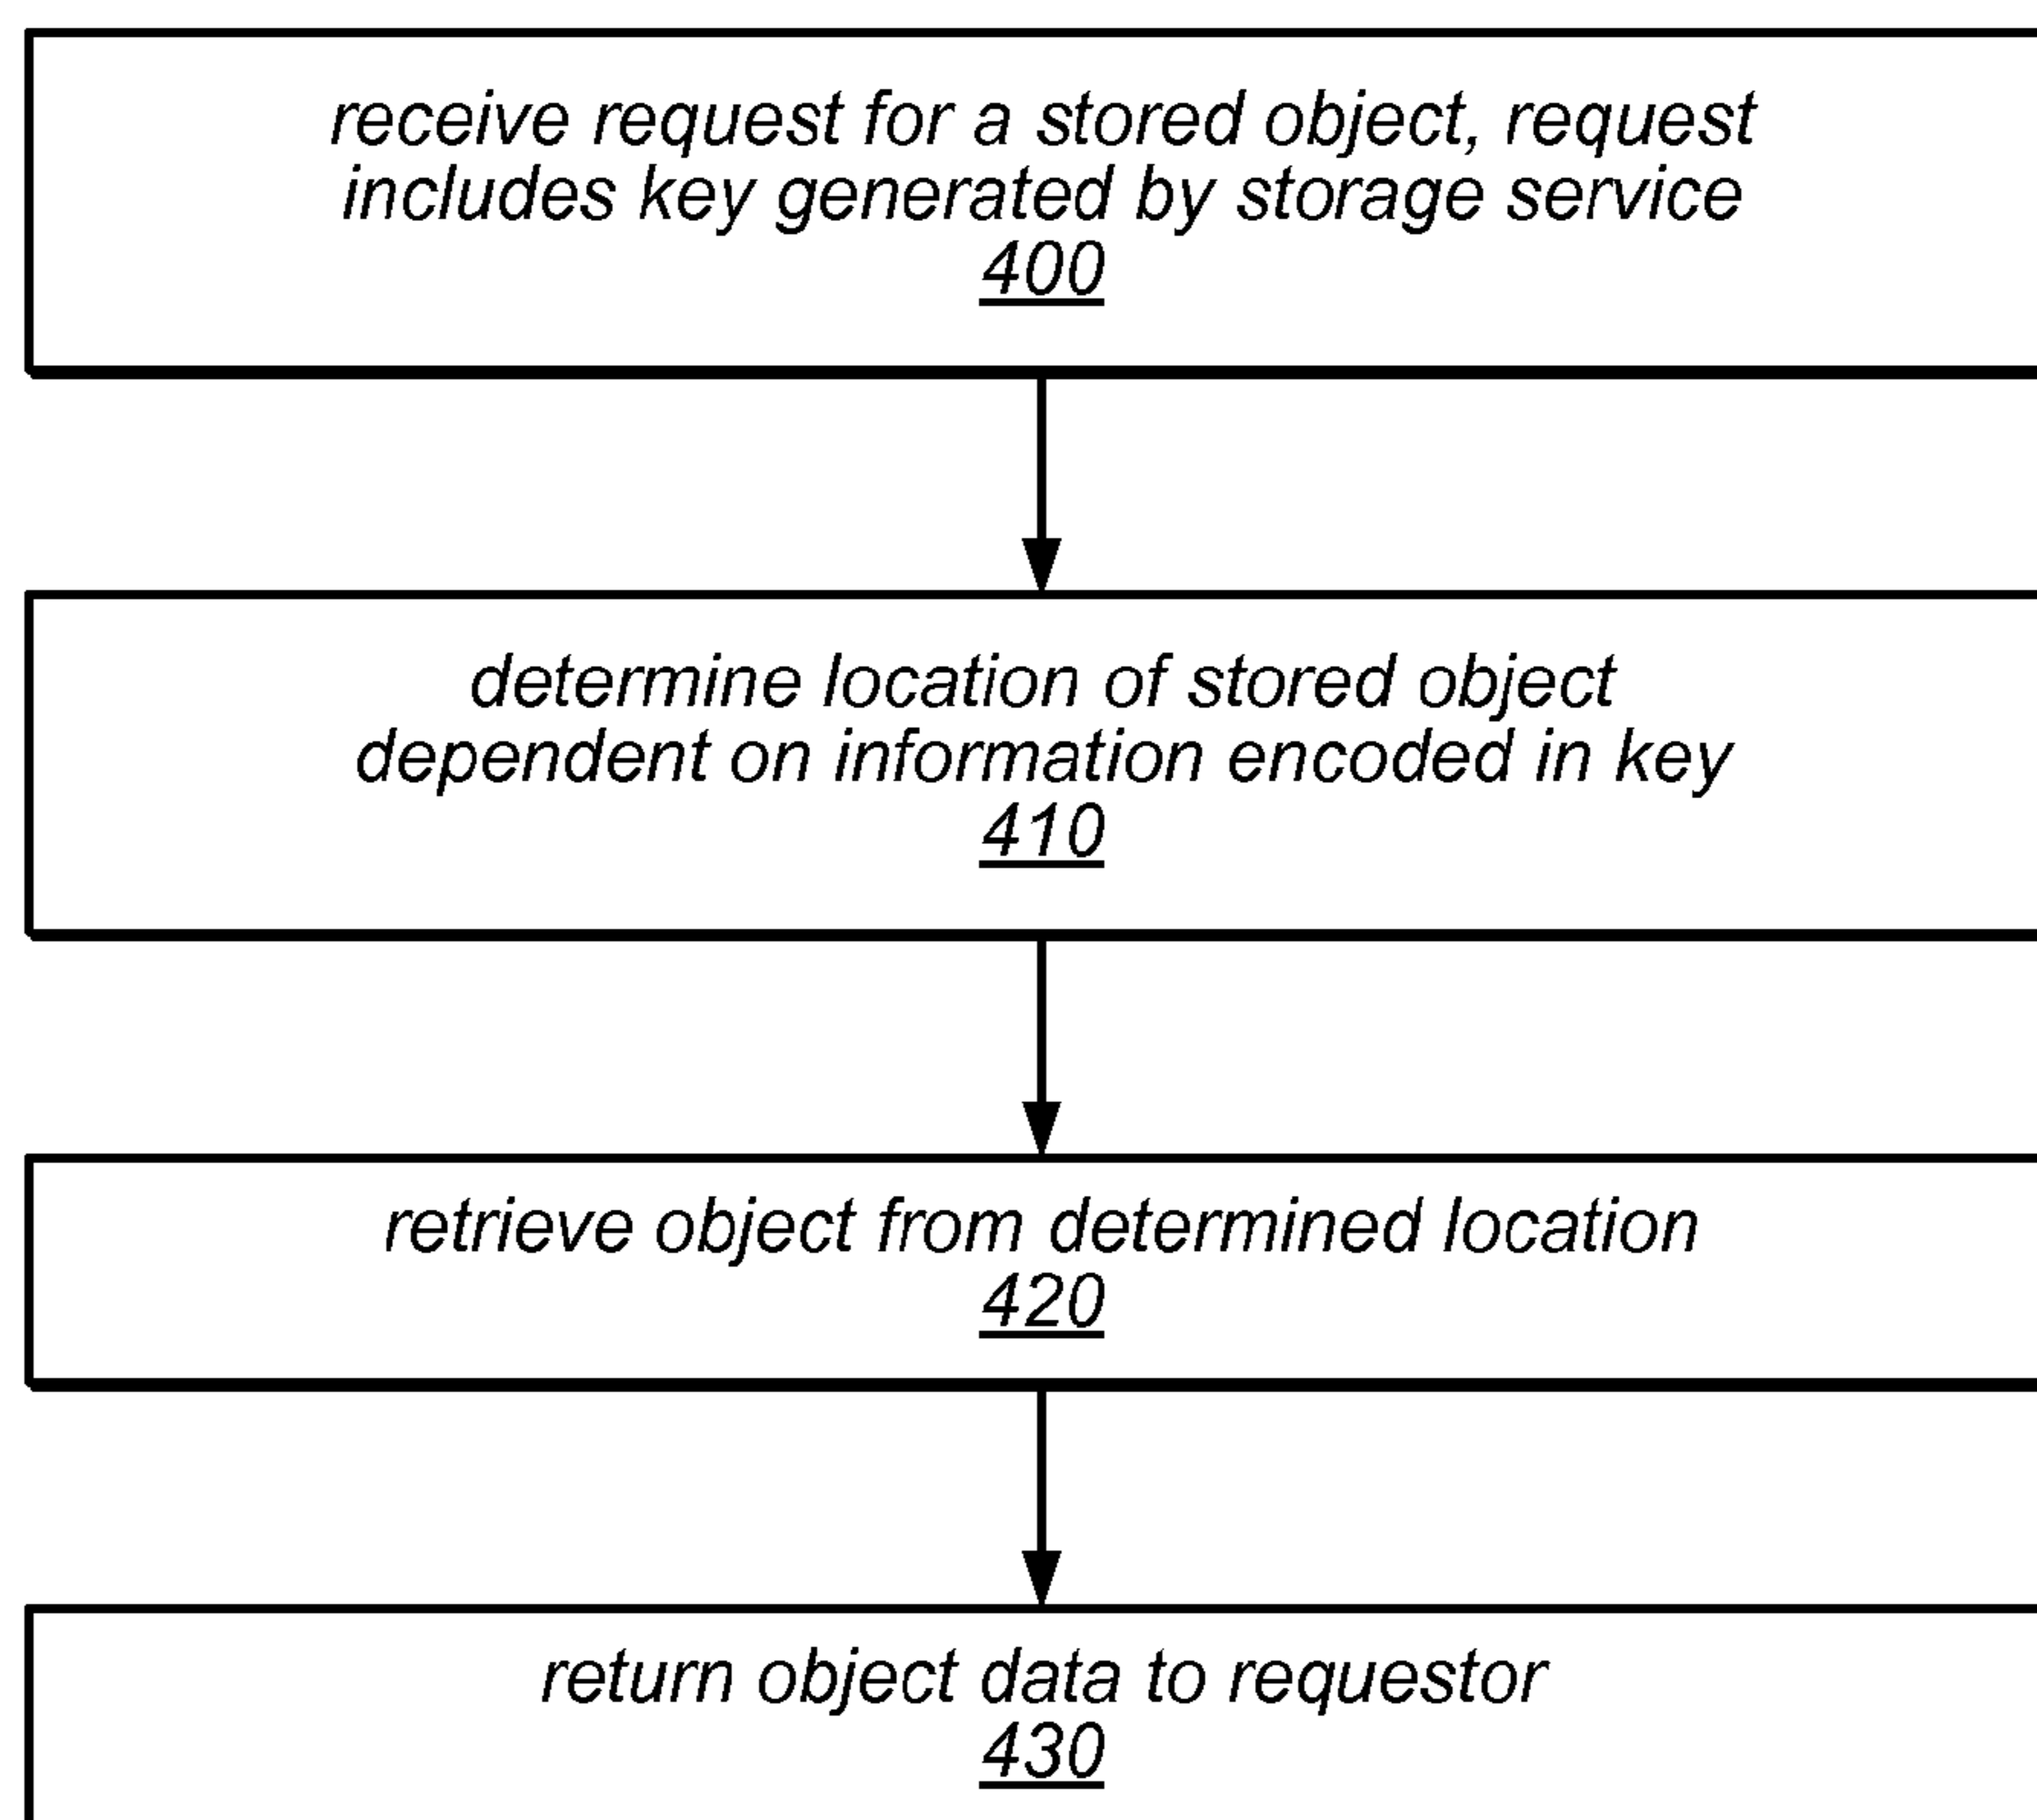 receive request for a stored object, request
includes key generated by storage service
400
determine location of stored object
dependent on information encoded in key
410
retrieve object from determined location
420
return object data to requestor
430